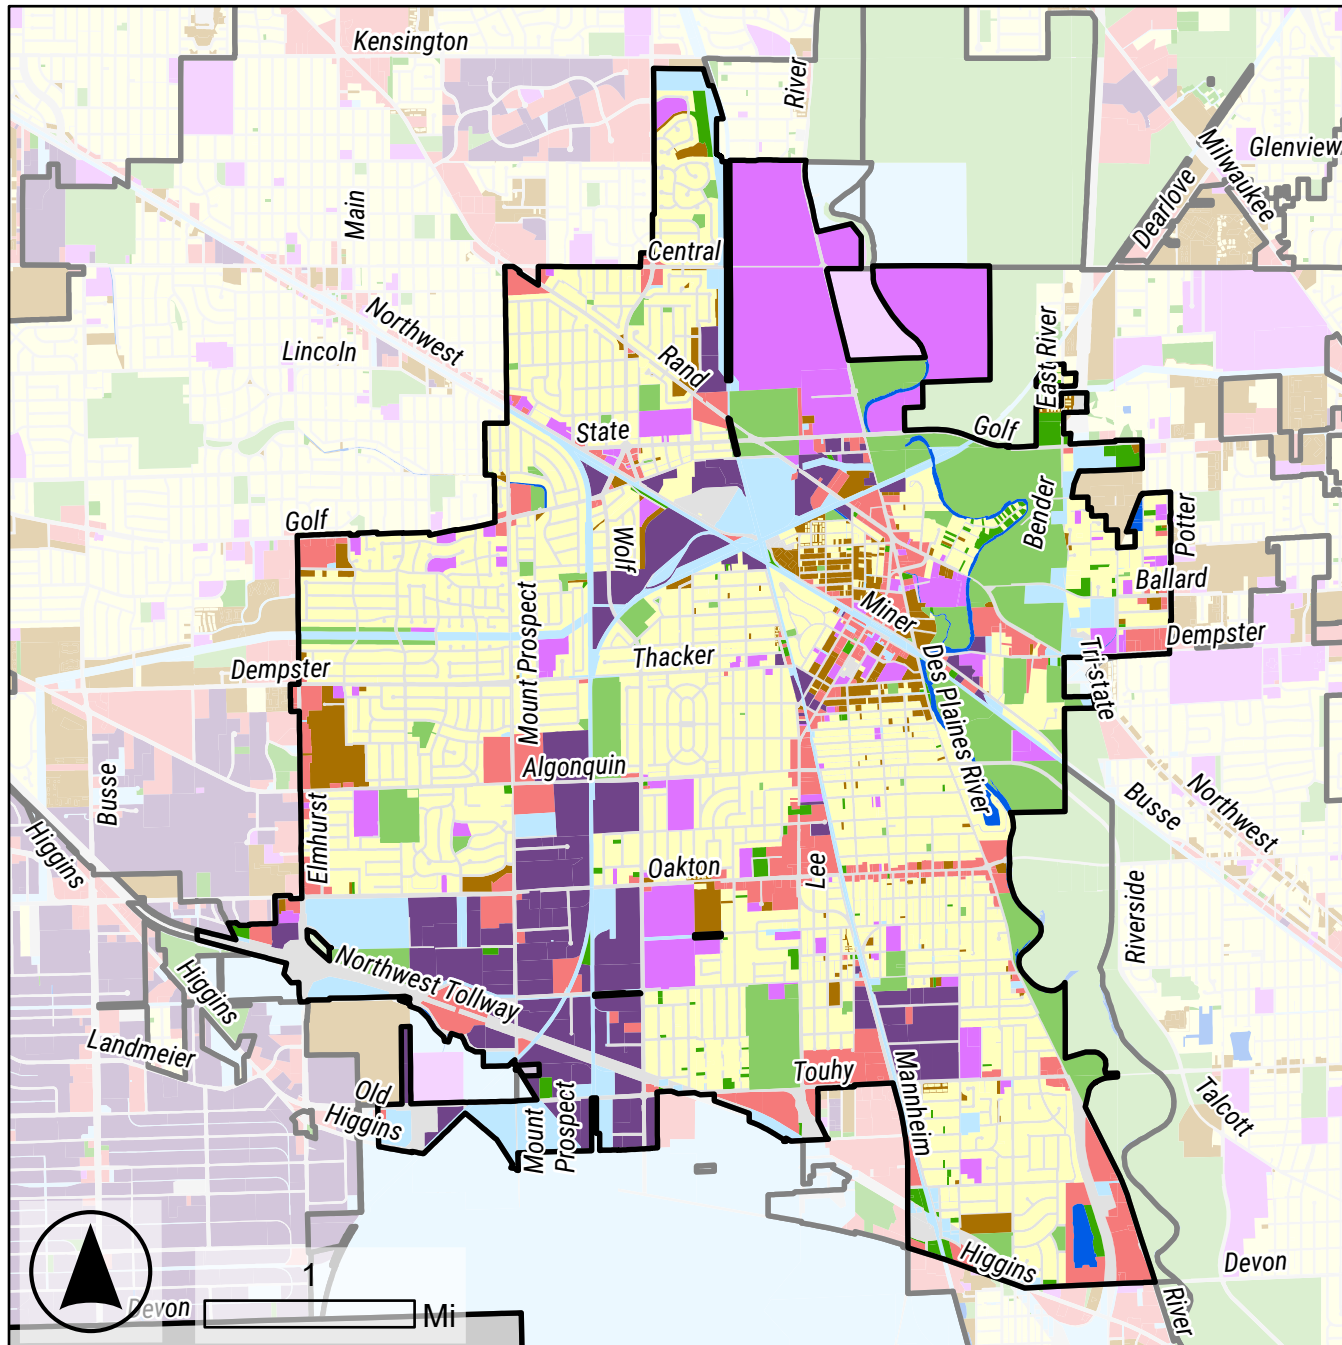 Kensington
River
Glenview
Milwaukee
Dearlove
Main
Central
Northwest
Lincoln
Rand
East River
State
Golf
Golf
Wolf
Bender
Potter
Mount Prospect
Ballard
Miner
Dempster
Thacker
Dempster
Tri-state
Des Plaines River
Algonquin
Busse
Northwest
Busse
Elmhurst
Higgins
Oakton
Lee
Riverside
Higgins
Northwest Tollway
Landmeier
Old
Higgins
Touhy
Mannheim
Mount
Prospect
Talcott
Higgins
Devon
River
1
Mi
Devon